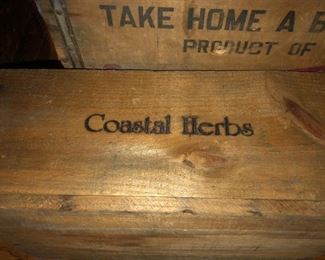 TAKE HOME A
PRODUCT OF
Coastal Herbs